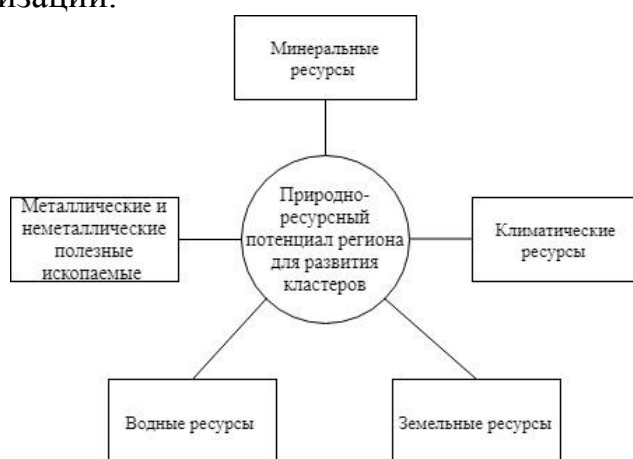 Минеральные
ресурсы
Металлические и
неметаллические
полезные
ископаемые
Природно-
ресурсный
потенциал региона
для развития
кластеров
Климатические
ресурсы
Водные ресурсы
Земельные ресурсы